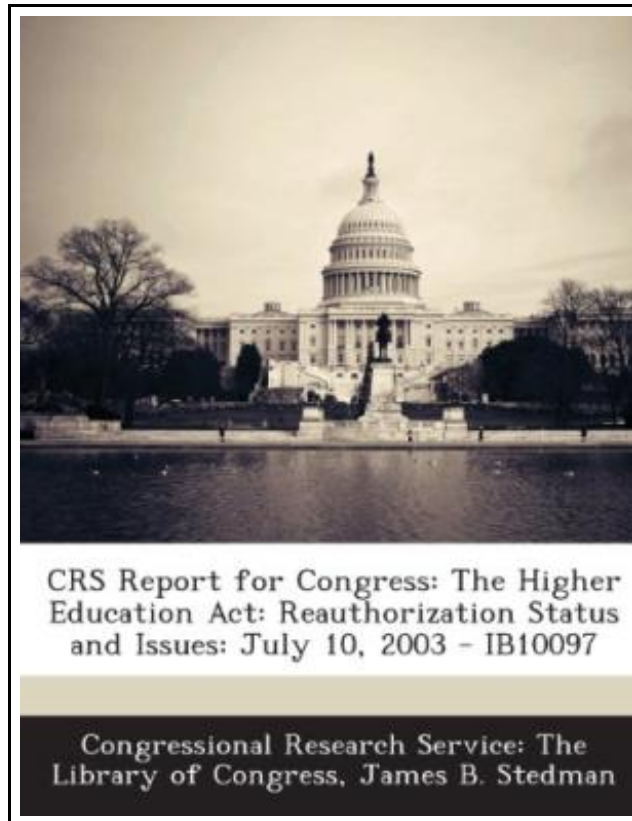 CRS Report for Congress: The Higher
Education Act: Reauthorization Status
and Issues: July 10, 2003 - IB10097
Congressional Research Service: The
Library of Congress, James B. Stedman